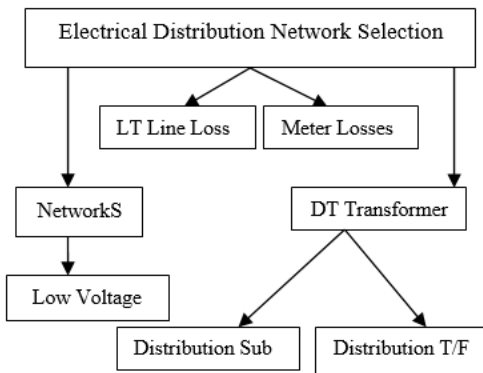 Electrical Distribution Network Selection
LT Line Loss
Meter Losses
NetworkS
DT Transformer
Low Voltage
Distribution Sub
Distribution T/F